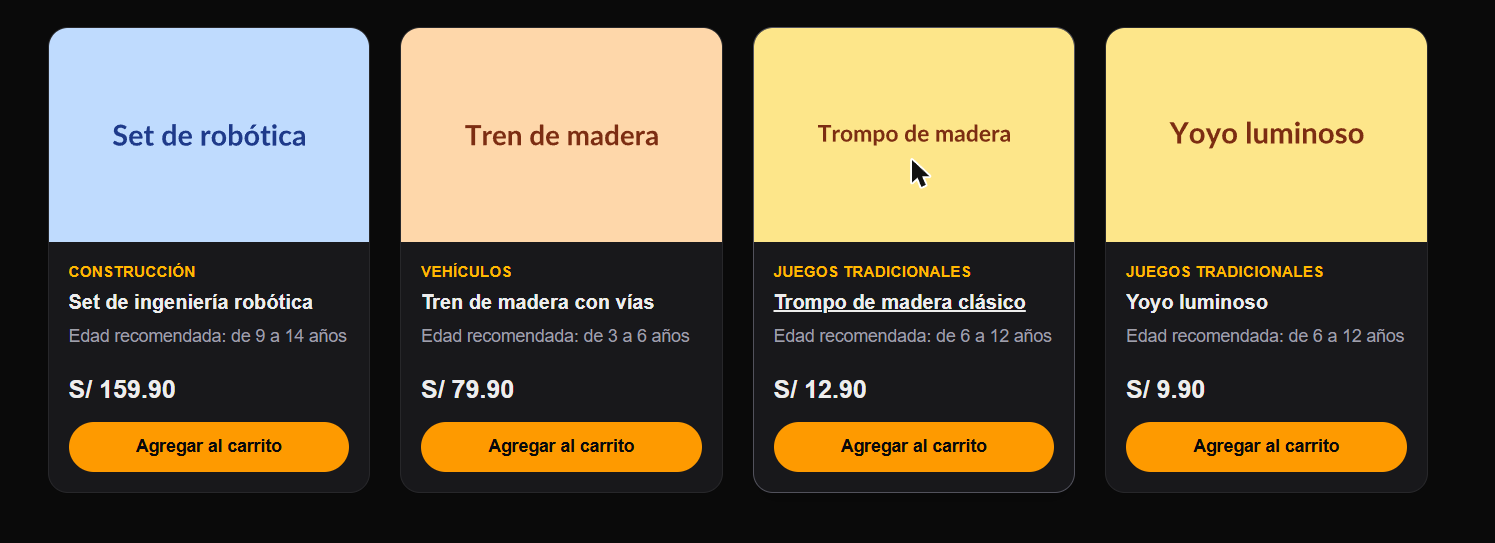 Set de robótica
CONSTRUCCIÓN
Set de ingeniería robótica
Edad recomendada: de 9 a 14 años
S/ 159.90
Agregar al carrito
Tren de madera
VEHÍCULOS
Tren de madera con vías
Edad recomendada: de 3 a 6 años
S/ 79.90
Agregar al carrito
Trompo de madera
JUEGOS TRADICIONALES
Trompo de madera clásico
Edad recomendada: de 6 a 12 años
S/ 12.90
Agregar al carrito
Yoyo luminoso
JUEGOS TRADICIONALES
Yoyo luminoso
Edad recomendada: de 6 a 12 años
S/ 9.90
Agregar al carrito